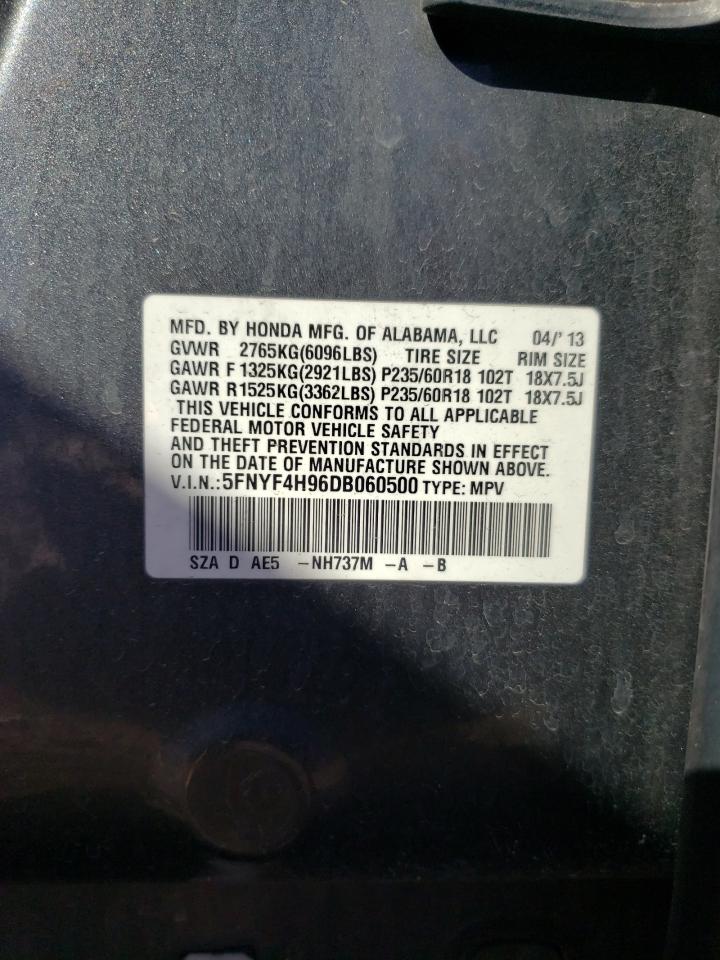 MFD. BY HONDA MFG. OF ALABAMA, LLC 04/'13
GVWR 2765KG(6096LBS) TIRE SIZE RIM SIZE
GAWR F 1325KG(2921LBS) P235/60R18 102T 18X7.5J
GAWR R1525KG(3362LBS) P235/60R18 102T 18X7.5J
THIS VEHICLE CONFORMS TO ALL APPLICABLE
FEDERAL MOTOR VEHICLE SAFETY
AND THEFT PREVENTION STANDARDS IN EFFECT
ON THE DATE OF MANUFACTURE SHOWN ABOVE.
V.I.N.:5FNYF4H96DB060500 TYPE: MPV
SZA D AE5 -NH737M -A -B